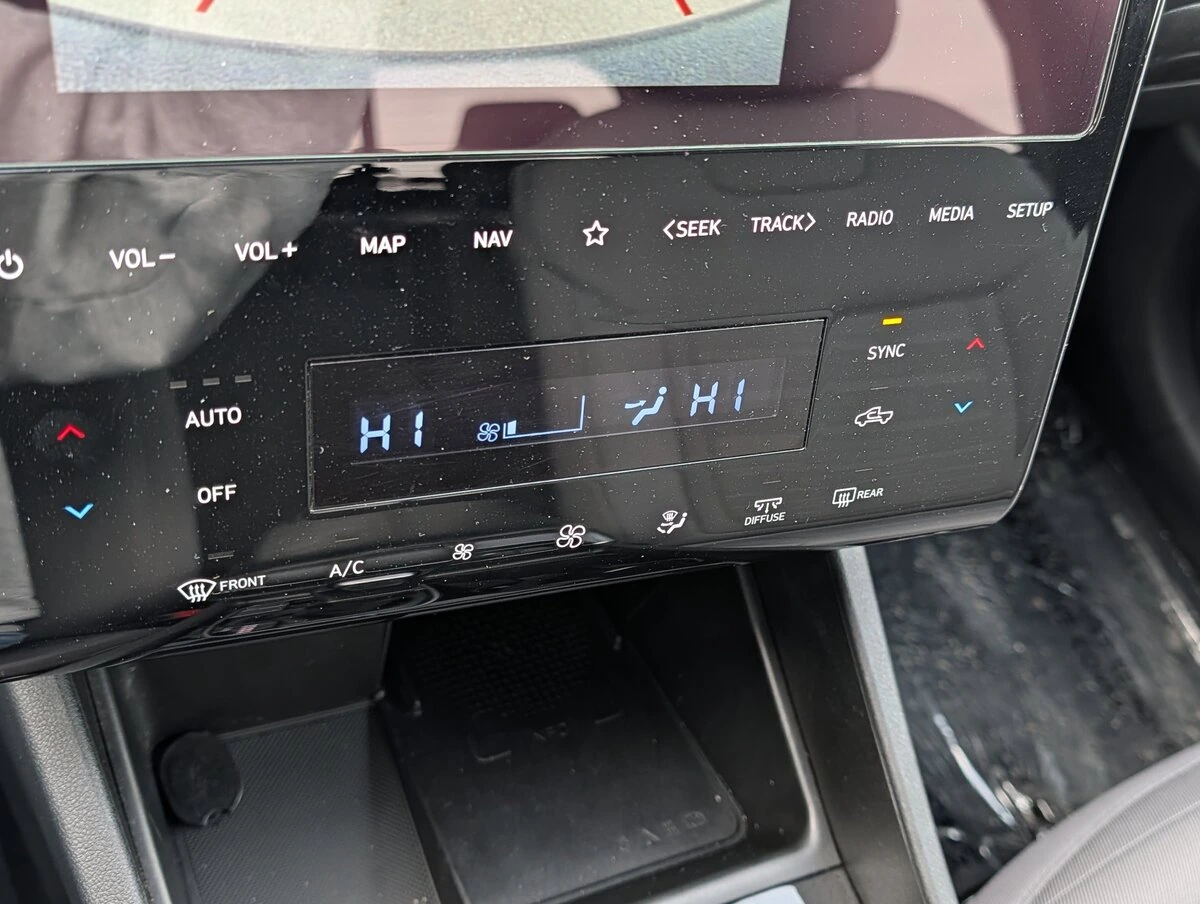 VOL− VOL+ MAP NAV <SEEK TRACK> RADIO MEDIA SETUP
SYNC
AUTO
HI HI
OFF
REAR
DIFFUSE
FRONT A/C